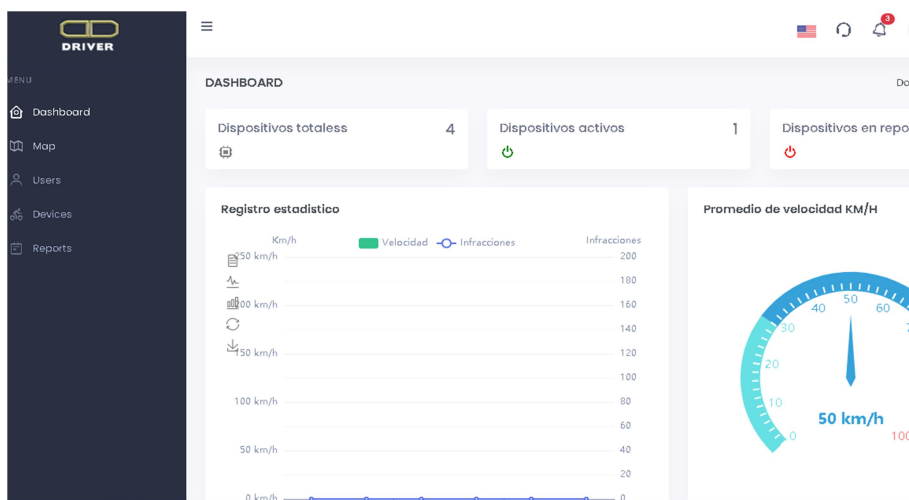 DRIVER
MENU
Dashboard
Map
Users
Devices
Reports
3
DASHBOARD
Dispositivos totaless 4
Dispositivos activos 1
Dispositivos en repo
Registro estadistico
Km/h
Velocidad
Infracciones
Infracciones
250 km/h
200 km/h
150 km/h
100 km/h
50 km/h
0 km/h
200
180
160
140
120
100
80
60
40
20
0
Promedio de velocidad KM/H
0
10
20
30
40
50
60
100
50 km/h